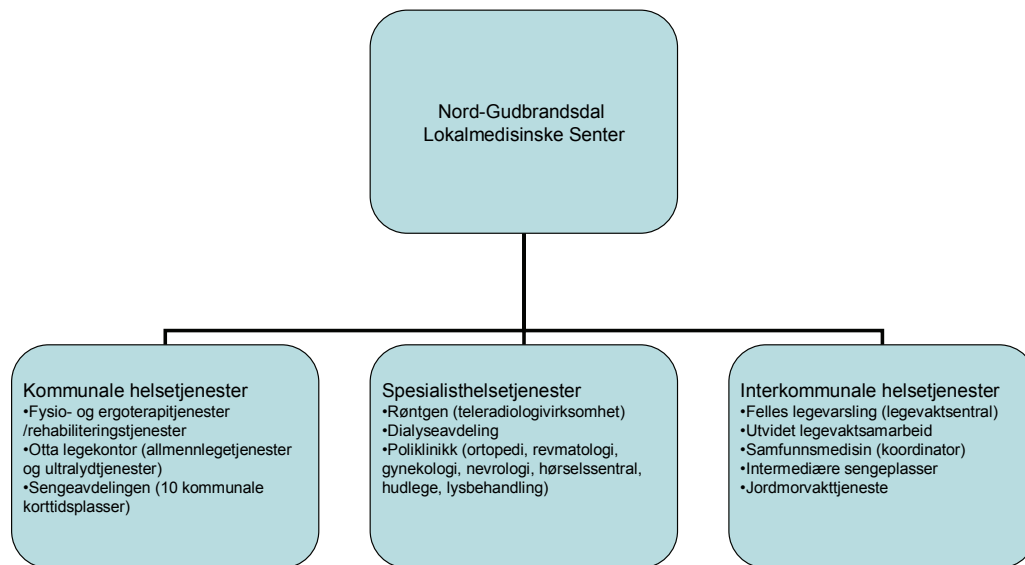 Nord-Gudbrandsdal
Lokalmedisinske Senter
Kommunale helsetjenester
•Fysio- og ergoterapitjenester
/rehabiliteringstjenester
•Otta legekontor (allmennlegetjenester
og ultralydtjenester)
•Sengeavdelingen (10 kommunale
korttidsplasser)
Spesialisthelsetjenester
•Røntgen (teleradiologivirksomhet)
•Dialyseavdeling
•Poliklinikk (ortopedi, revmatologi,
gynekologi, nevrologi, hørselssentral,
hudlege, lysbehandling)
Interkommunale helsetjenester
•Felles legevarsling (legevaktsentral)
•Utvidet legevaktsamarbeid
•Samfunnsmedisin (koordinator)
•Intermediære sengeplasser
•Jordmorvakttjeneste